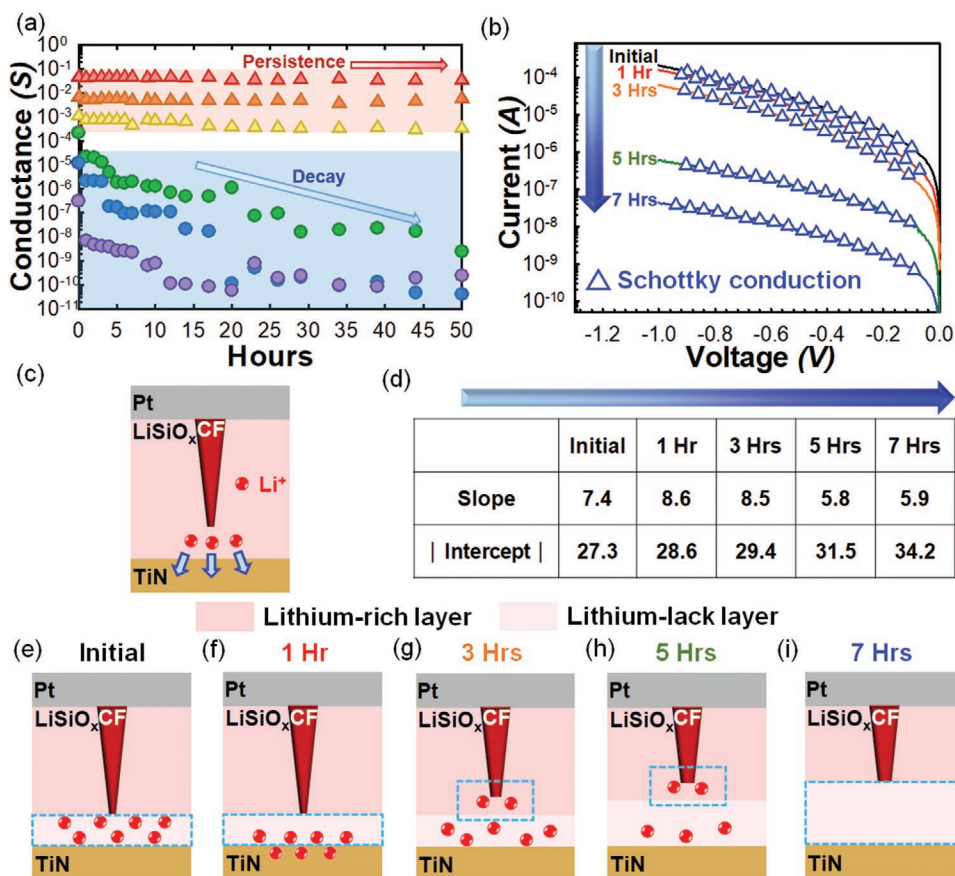 (a)
10⁰
10⁻¹
10⁻²
10⁻³
10⁻⁴
10⁻⁵
10⁻⁶
10⁻⁷
10⁻⁸
10⁻⁹
10⁻¹⁰
10⁻¹¹
Conductance (S)
Persistence
Decay
0 5 10 15 20 25 30 35 40 45 50
Hours
(b)
10⁻⁴
10⁻⁵
10⁻⁶
10⁻⁷
10⁻⁸
10⁻⁹
10⁻¹⁰
Current (A)
Initial
1 Hr
3 Hrs
5 Hrs
7 Hrs
Schottky conduction
-1.2 -1.0 -0.8 -0.6 -0.4 -0.2 0.0
Voltage (V)
(c)
Pt
LiSiOₓ CF
Li⁺
TiN
(d)
Initial 1 Hr 3 Hrs 5 Hrs 7 Hrs
Slope 7.4 8.6 8.5 5.8 5.9
| Intercept | 27.3 28.6 29.4 31.5 34.2
Lithium-rich layer Lithium-lack layer
(e) Initial
Pt
LiSiOₓ CF
TiN
(f) 1 Hr
Pt
LiSiOₓ CF
TiN
(g) 3 Hrs
Pt
LiSiOₓ CF
TiN
(h) 5 Hrs
Pt
LiSiOₓ CF
TiN
(i) 7 Hrs
Pt
LiSiOₓ CF
TiN